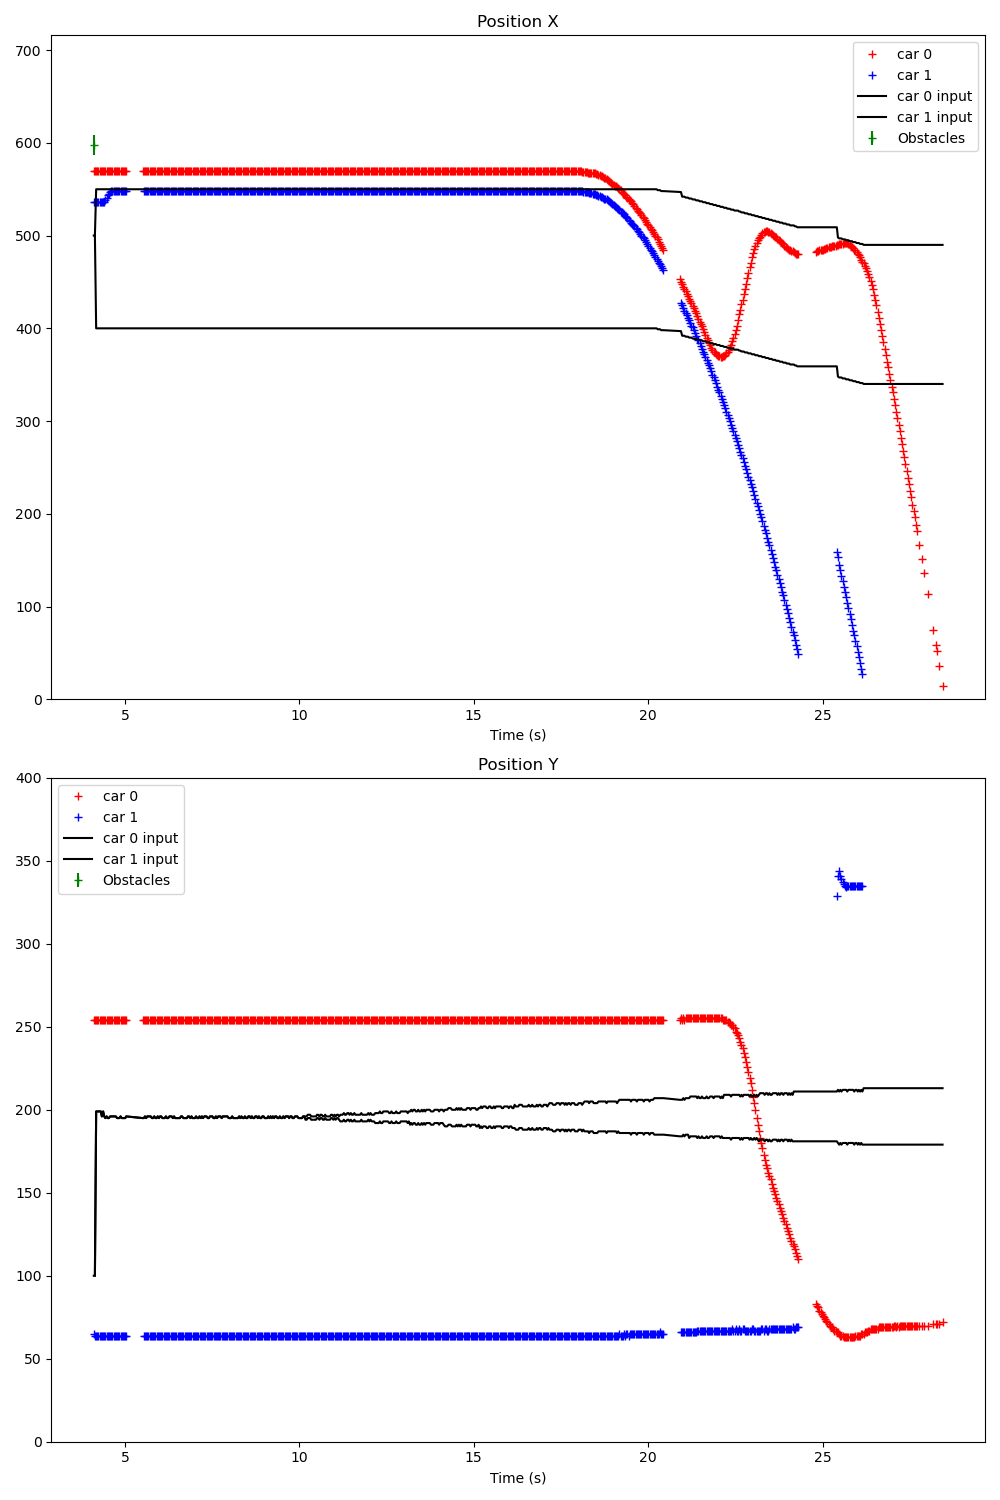 Position X
700
600
500
400
300
200
100
0
5
10
15
20
25
Time (s)
car 0
car 1
car 0 input
car 1 input
Obstacles
Position Y
400
350
300
250
200
150
100
50
0
5
10
15
20
25
Time (s)
car 0
car 1
car 0 input
car 1 input
Obstacles